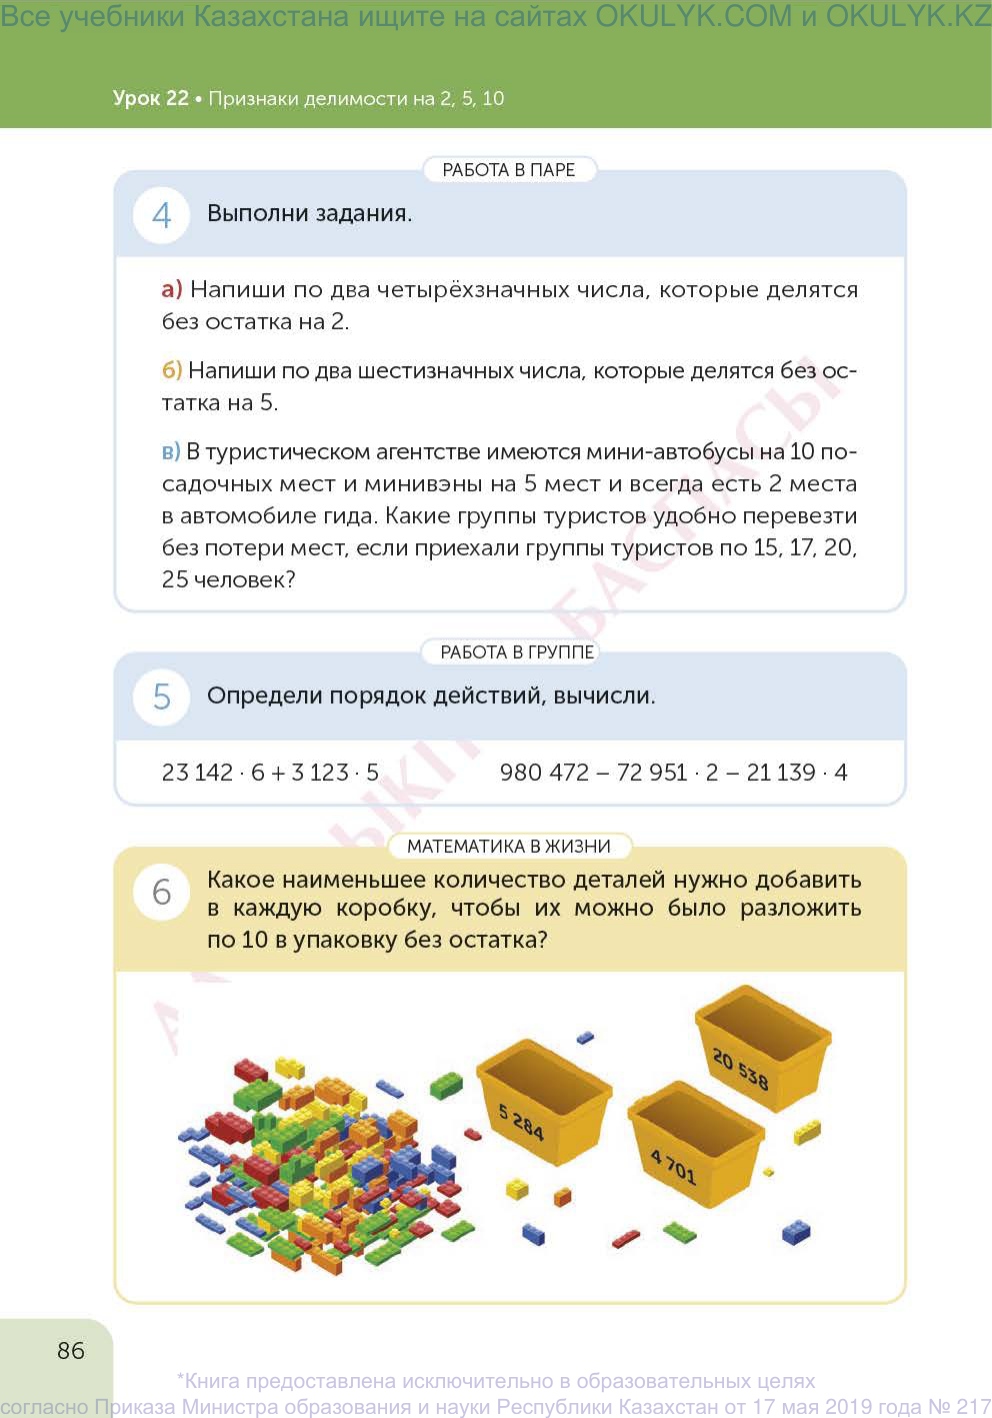 Все учебники Казахстана ищите на сайтах OKULYK.COM и OKULYK.KZ
Урок 22 • Признаки делимости на 2, 5, 10
РАБОТА В ПАРЕ
4 Выполни задания.
а) Напиши по два четырёхзначных числа, которые делятся
без остатка на 2.
б) Напиши по два шестизначных числа, которые делятся без ос-
татка на 5.
в) В туристическом агентстве имеются мини-автобусы на 10 по-
садочных мест и минивэны на 5 мест и всегда есть 2 места
в автомобиле гида. Какие группы туристов удобно перевезти
без потери мест, если приехали группы туристов по 15, 17, 20,
25 человек?
РАБОТА В ГРУППЕ
5 Определи порядок действий, вычисли.
23 142 · 6 + 3 123 · 5 980 472 – 72 951 · 2 – 21 139 · 4
МАТЕМАТИКА В ЖИЗНИ
6 Какое наименьшее количество деталей нужно добавить
в каждую коробку, чтобы их можно было разложить
по 10 в упаковку без остатка?
20 538
5 284
4 701
86
*Книга предоставлена исключительно в образовательных целях
согласно Приказа Министра образования и науки Республики Казахстан от 17 мая 2019 года № 217